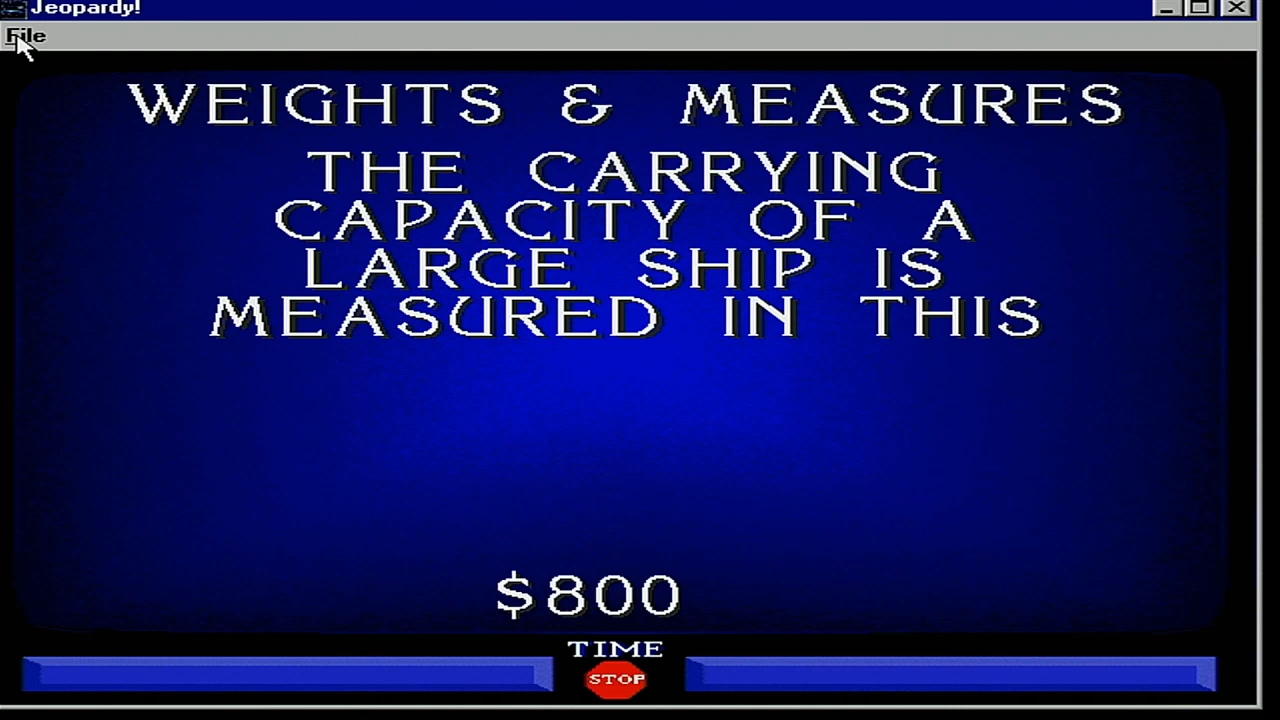 Jeopardy!
File
WEIGHTS & MEASURES
THE CARRYING
CAPACITY OF A
LARGE SHIP IS
MEASURED IN THIS
$800
TIME
STOP